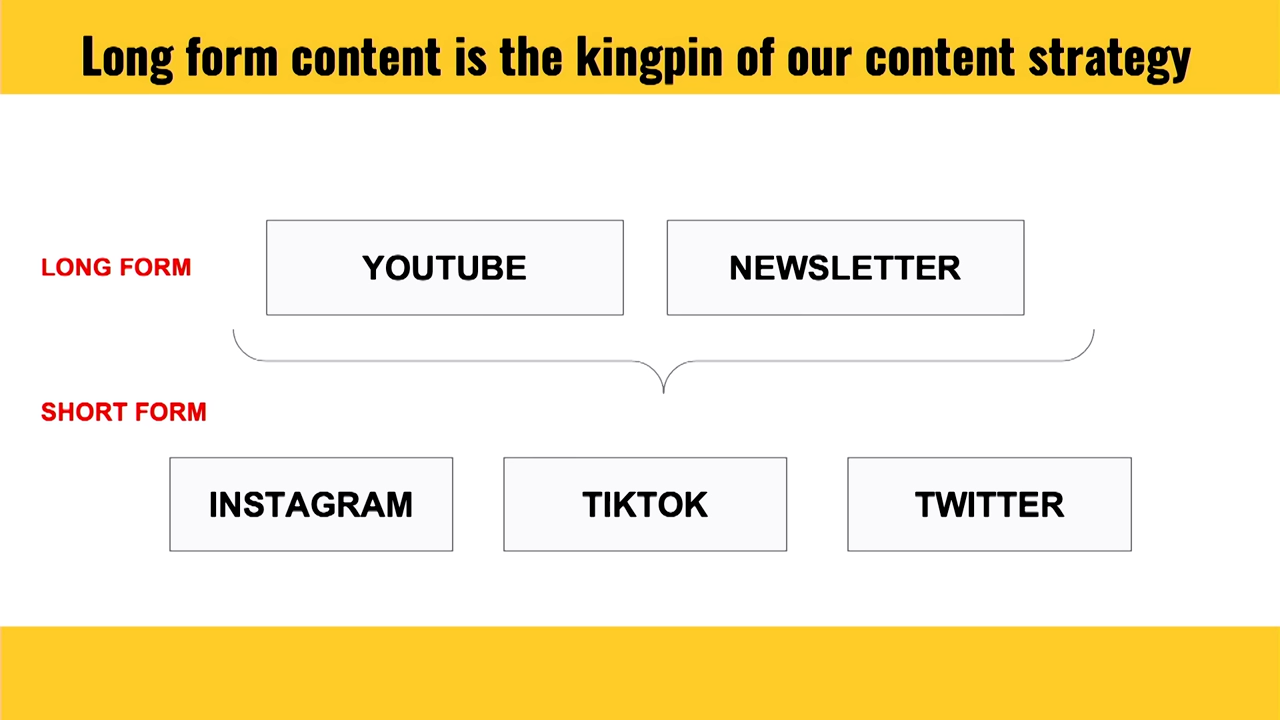 Long form content is the kingpin of our content strategy
LONG FORM
YOUTUBE
NEWSLETTER
SHORT FORM
INSTAGRAM
TIKTOK
TWITTER